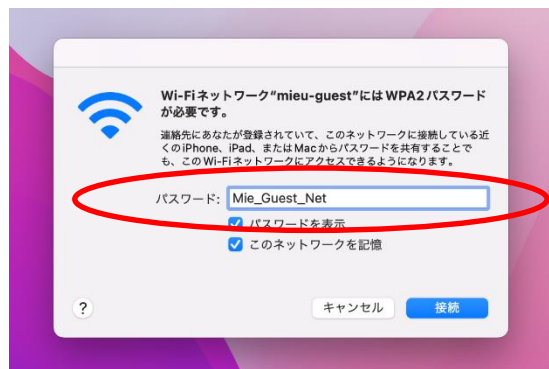 Wi-Fiネットワーク“mieu-guest”にはWPA2パスワード
が必要です。
連絡先にあなたが登録されていて、このネットワークに接続している近
くのiPhone、iPad、またはMacからパスワードを共有することで
も、このWi-Fiネットワークにアクセスできるようになります。
パスワード: Mie_Guest_Net
パスワードを表示
このネットワークを記憶
? キャンセル 接続